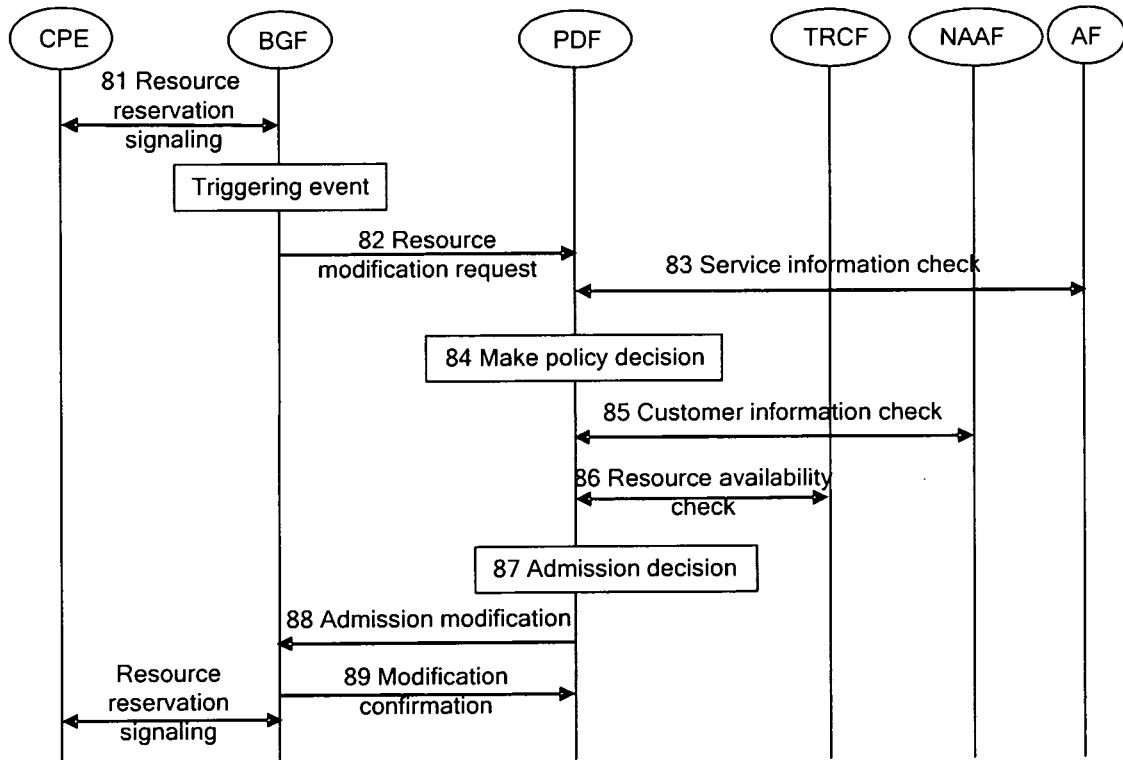 CPE
BGF
PDF
TRCF
NAAF
AF
81 Resource
reservation
signaling
Triggering event
82 Resource
modification request
83 Service information check
84 Make policy decision
85 Customer information check
86 Resource availability
check
87 Admission decision
88 Admission modification
Resource
reservation
signaling
89 Modification
confirmation